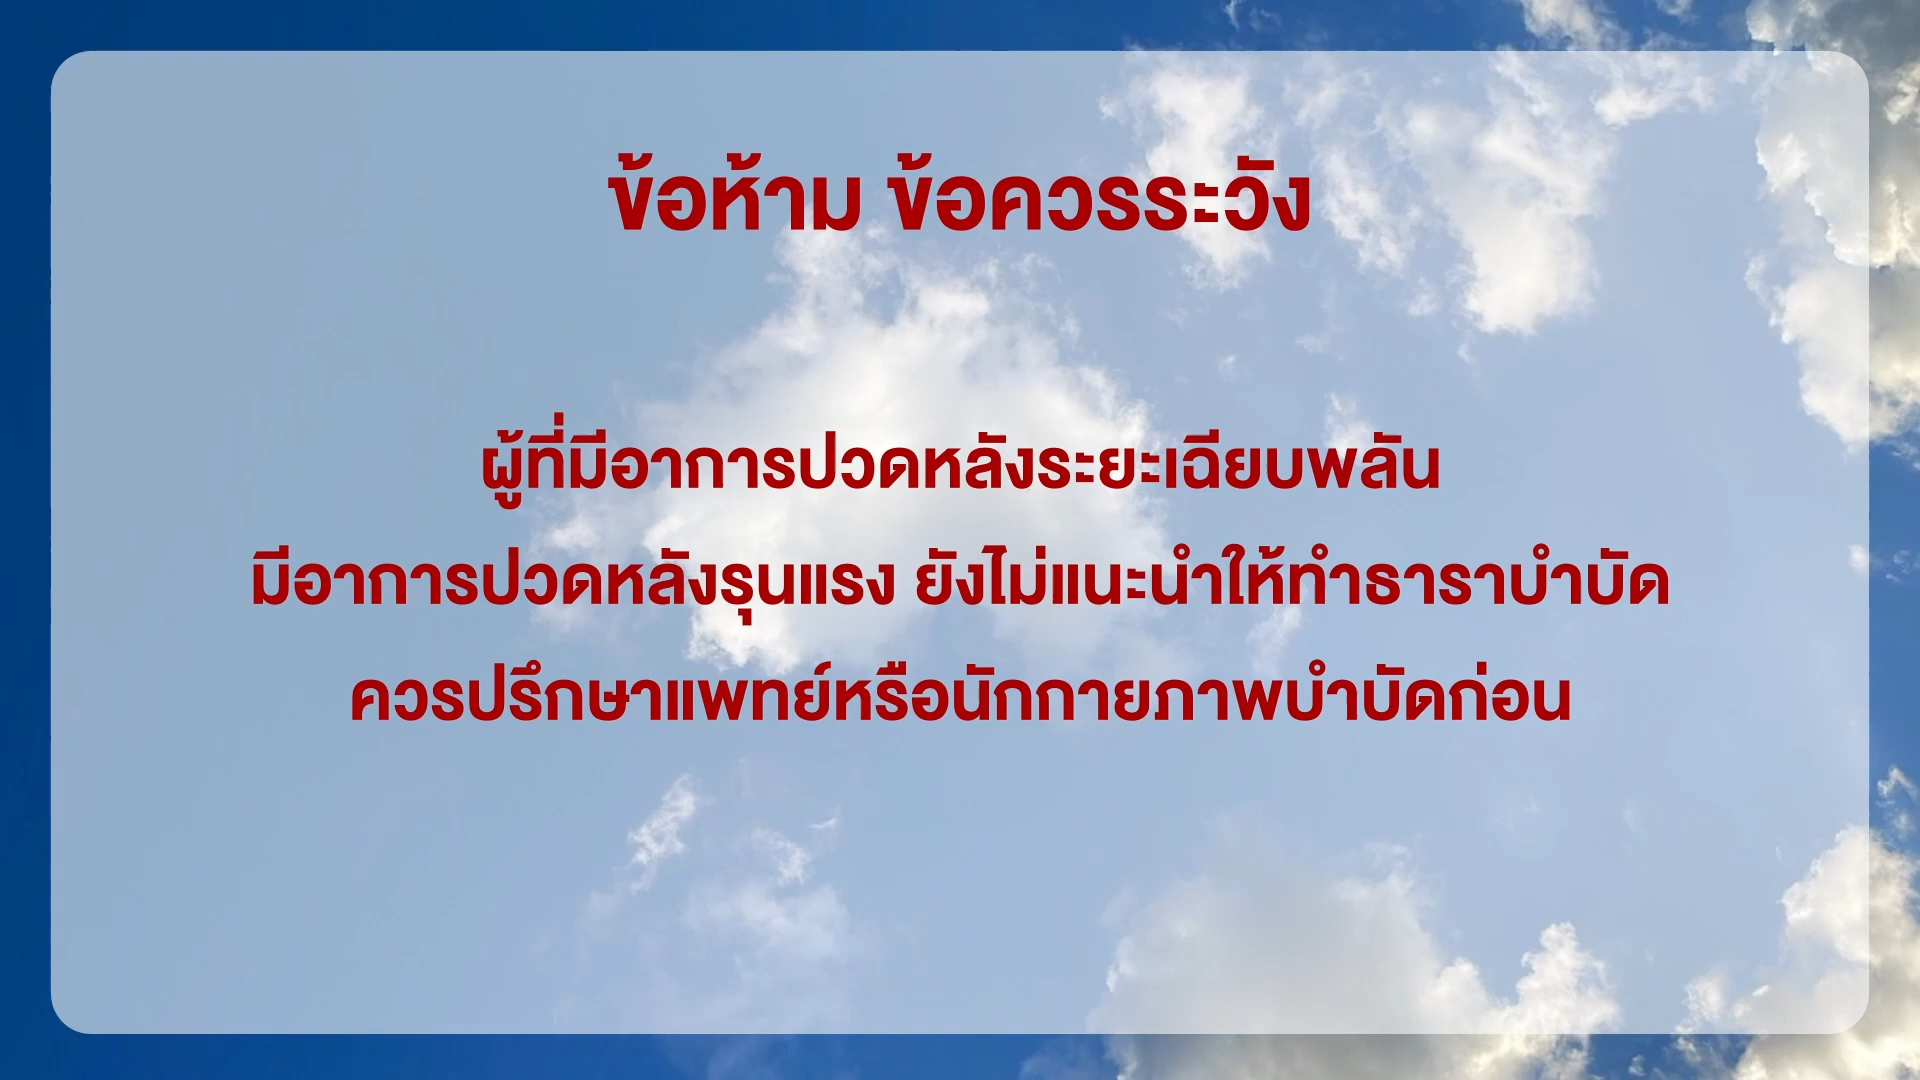 ข้อห้าม ข้อควรระวัง
ผู้ที่มีอาการปวดหลังระยะเฉียบพลัน
มีอาการปวดหลังรุนแรง ยังไม่แนะนำให้ทำธาราบำบัด
ควรปรึกษาแพทย์หรือนักกายภาพบำบัดก่อน